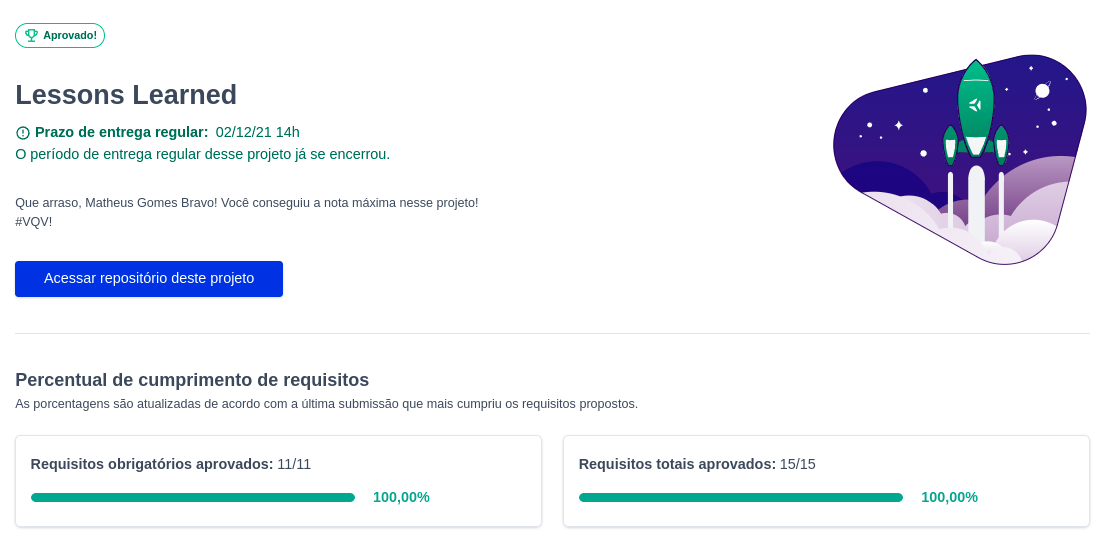 Aprovado!
Lessons Learned
Prazo de entrega regular: 02/12/21 14h
O período de entrega regular desse projeto já se encerrou.
Que arraso, Matheus Gomes Bravo! Você conseguiu a nota máxima nesse projeto!
#VQV!
Acessar repositório deste projeto
Percentual de cumprimento de requisitos
As porcentagens são atualizadas de acordo com a última submissão que mais cumpriu os requisitos propostos.
Requisitos obrigatórios aprovados: 11/11
100,00%
Requisitos totais aprovados: 15/15
100,00%